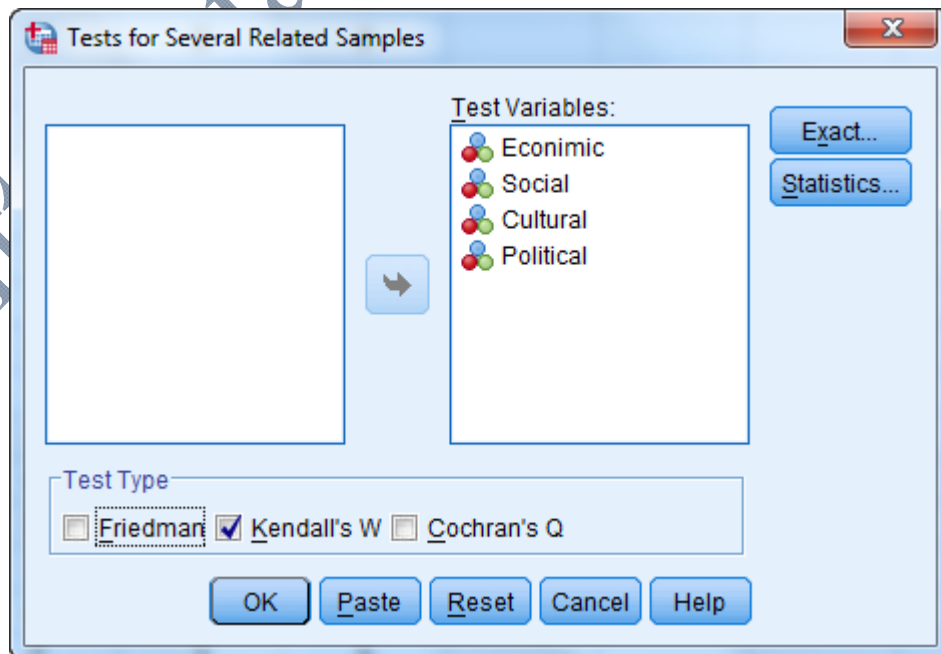 Tests for Several Related Samples
Test Variables:
Econimic
Social
Cultural
Political
Exact...
Statistics...
Test Type
Friedman
Kendall's W
Cochran's Q
OK
Paste
Reset
Cancel
Help